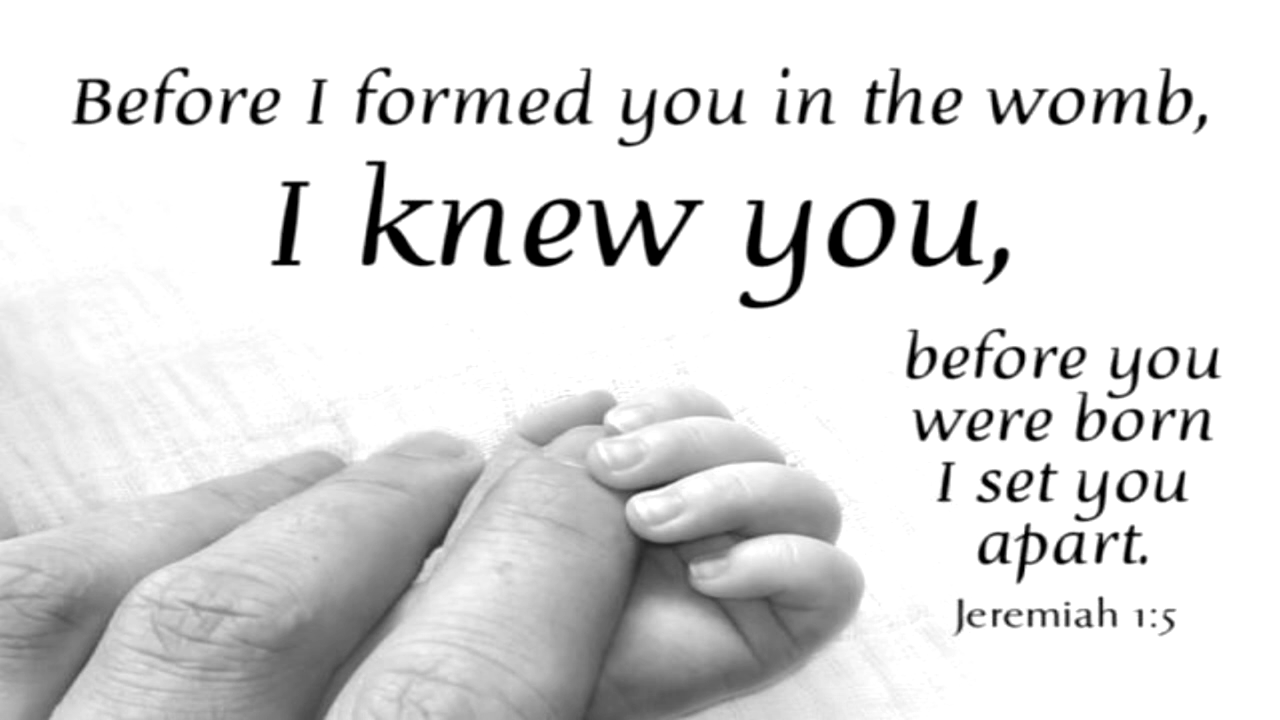 Before I formed you in the womb,
I knew you,
before you
were born
I set you
apart.
Jeremiah 1:5